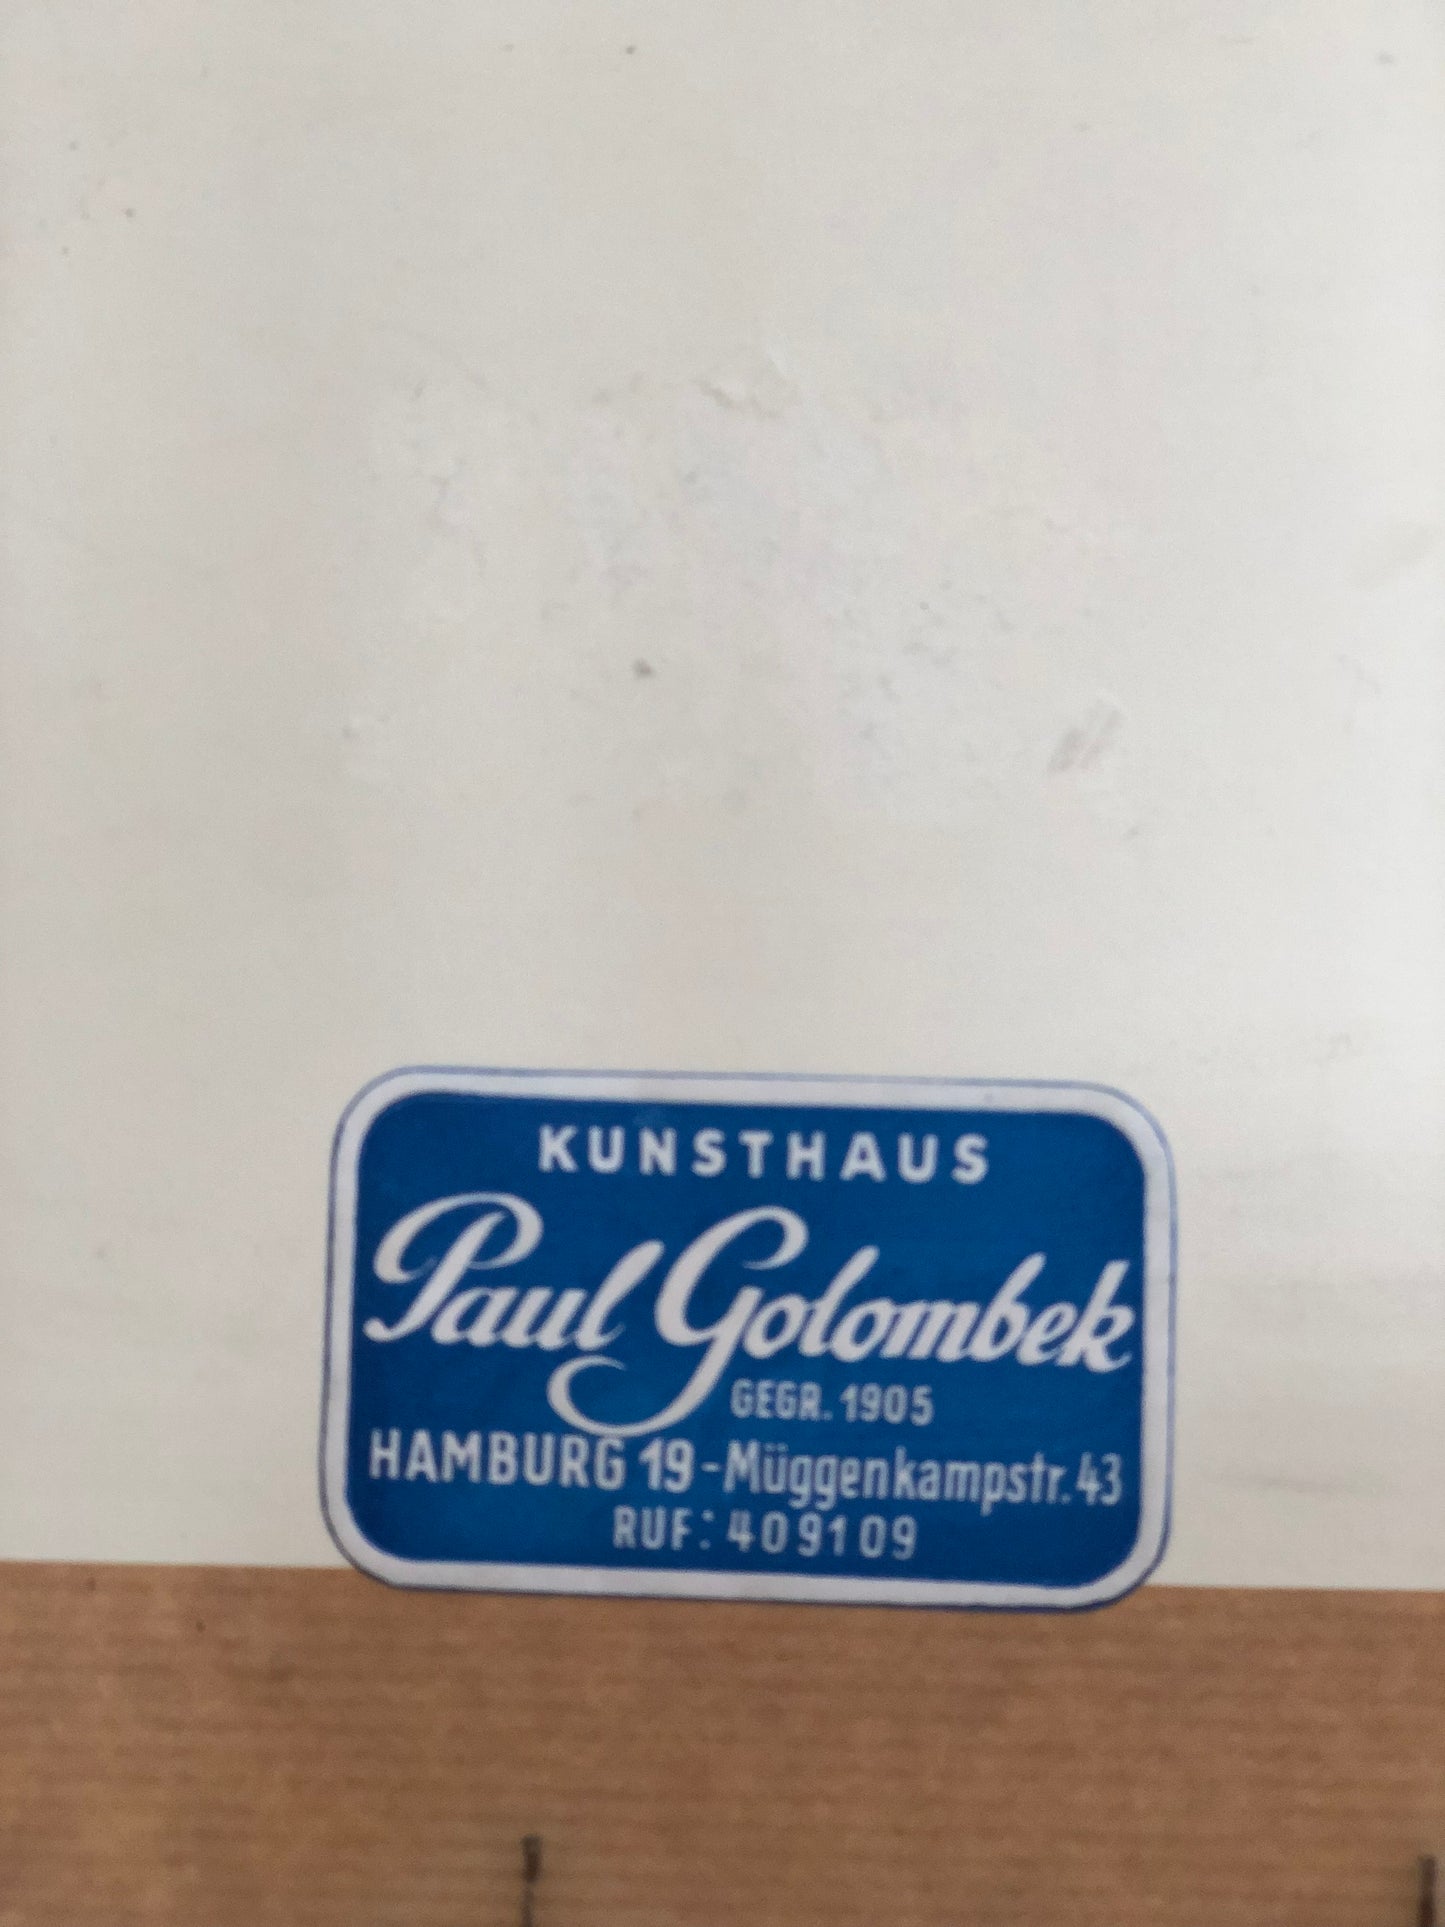 KUNSTHAUS
Paul Golombek
GEGR. 1905
HAMBURG 19-Müggenkampstr. 43
RUF: 409109